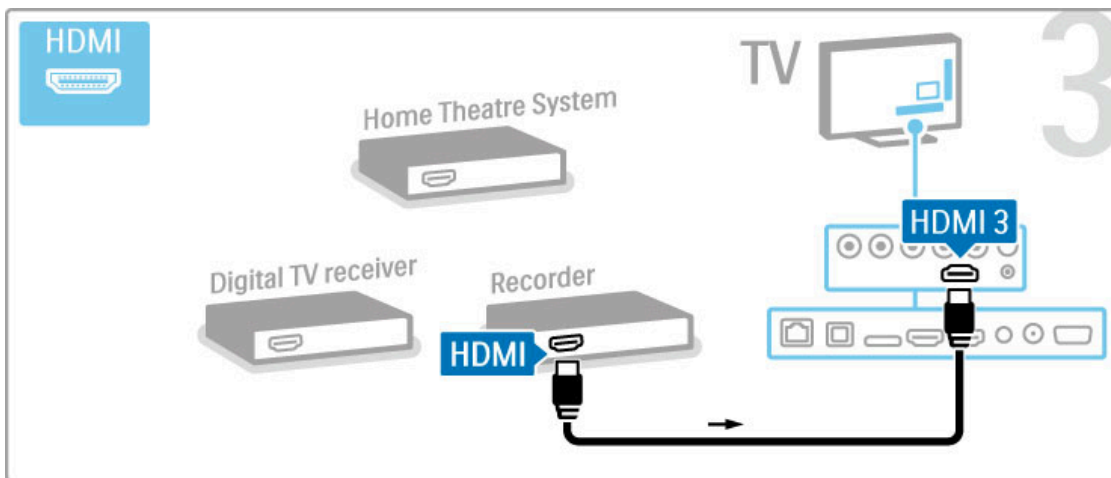 HDMI
TV
3
Home Theatre System
HDMI 3
Digital TV receiver
Recorder
HDMI